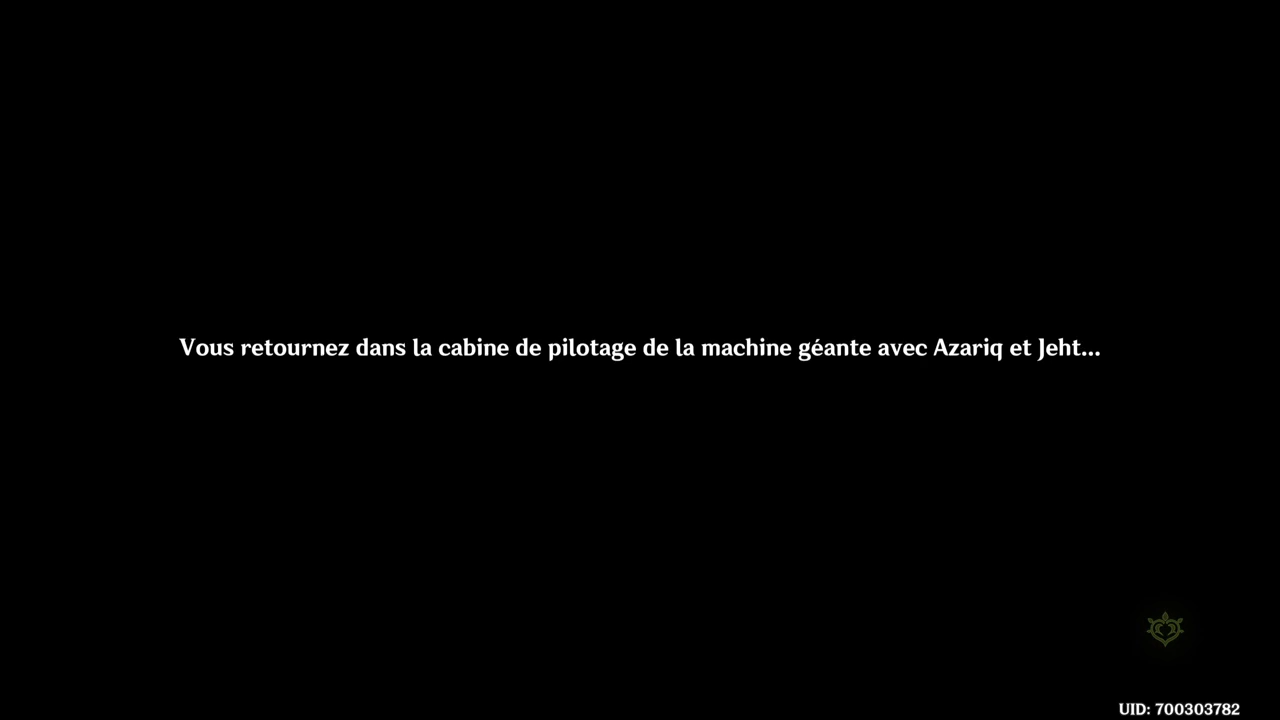 Vous retournez dans la cabine de pilotage de la machine géante avec Azariq et Jeht...
UID: 700303782